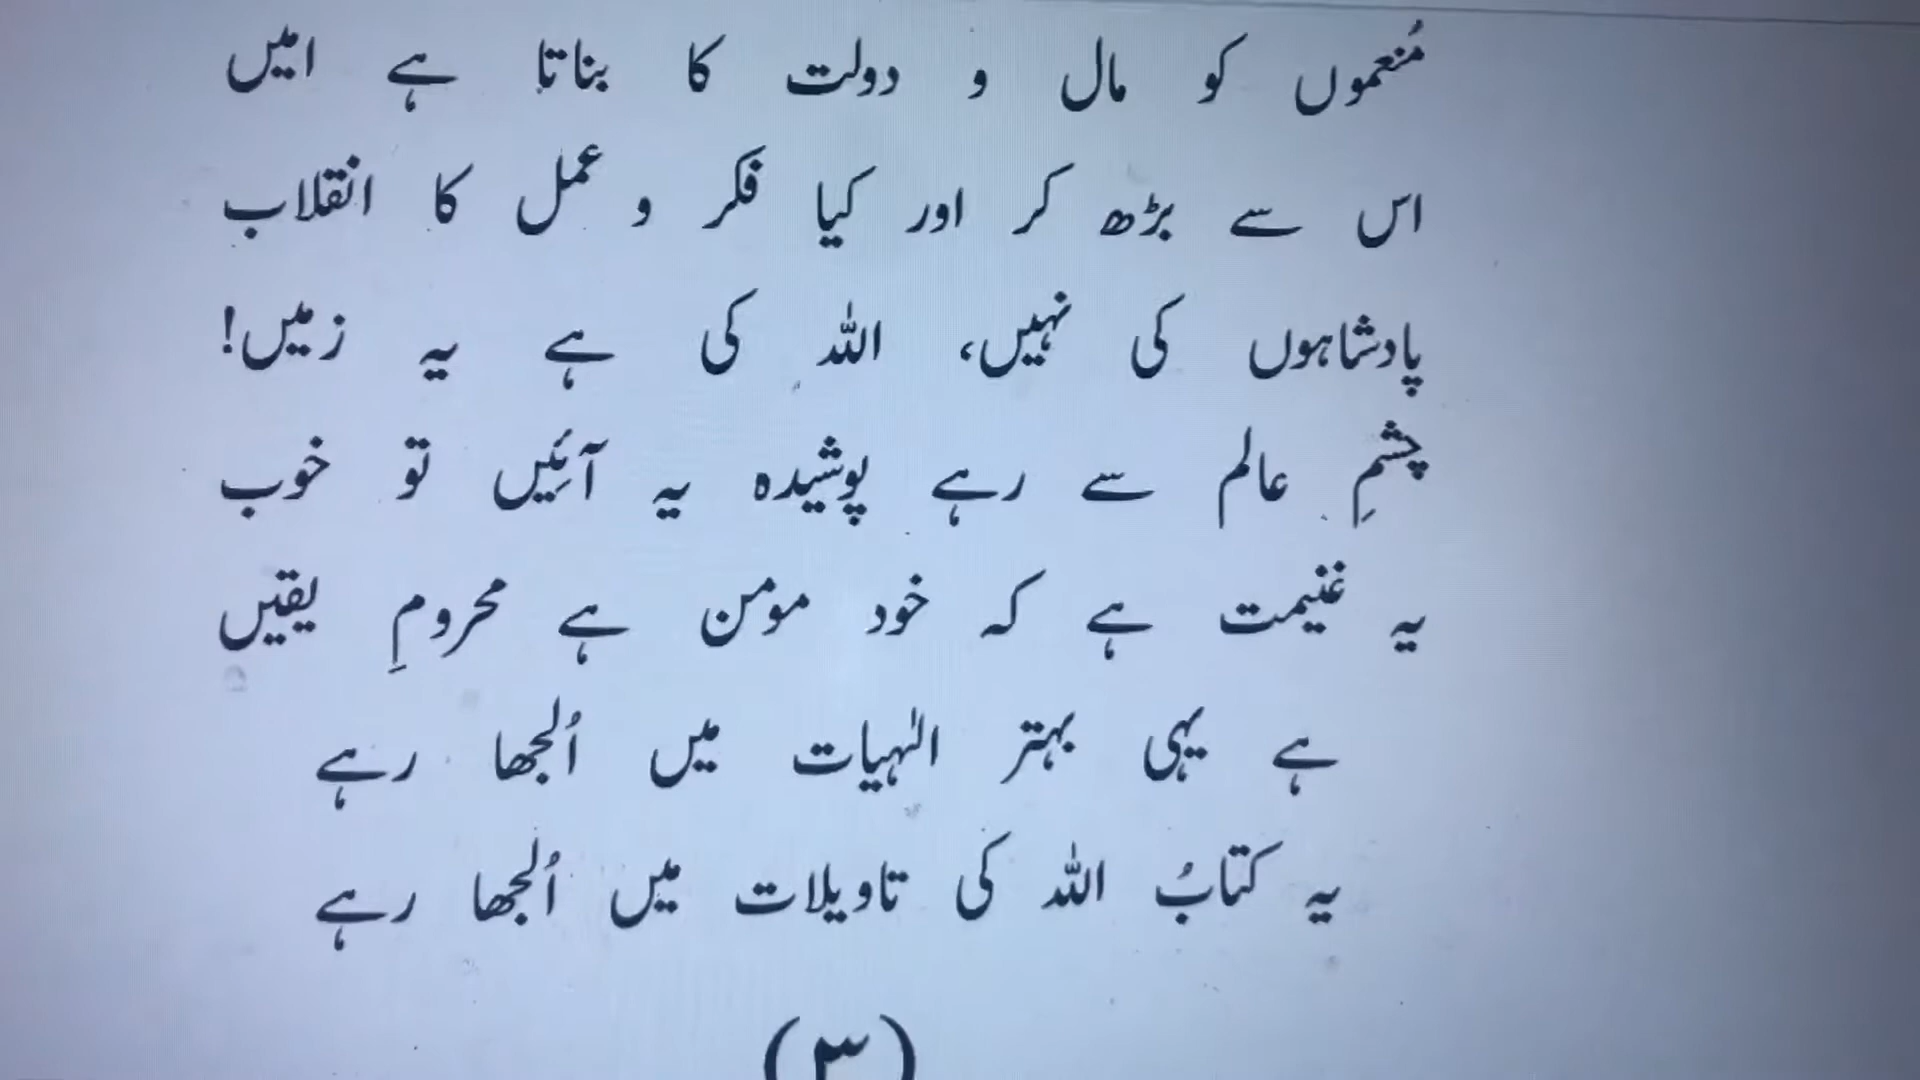 مُنعموں کو مال و دولت کا بناتا ہے امیں
اس سے بڑھ کر اور کیا فکر و عمل کا انقلاب
پادشاہوں کی نہیں، اللہ کی ہے یہ زمیں!
چشمِ عالم سے رہے پوشیدہ یہ آئِیں تو خوب
یہ غنیمت ہے کہ خود مومن ہے محرومِ یقیں
ہے یہی بہتر الٰہیات میں اُلجھا رہے
یہ کتابُ اللہ کی تاویلات میں اُلجھا رہے
(۳)